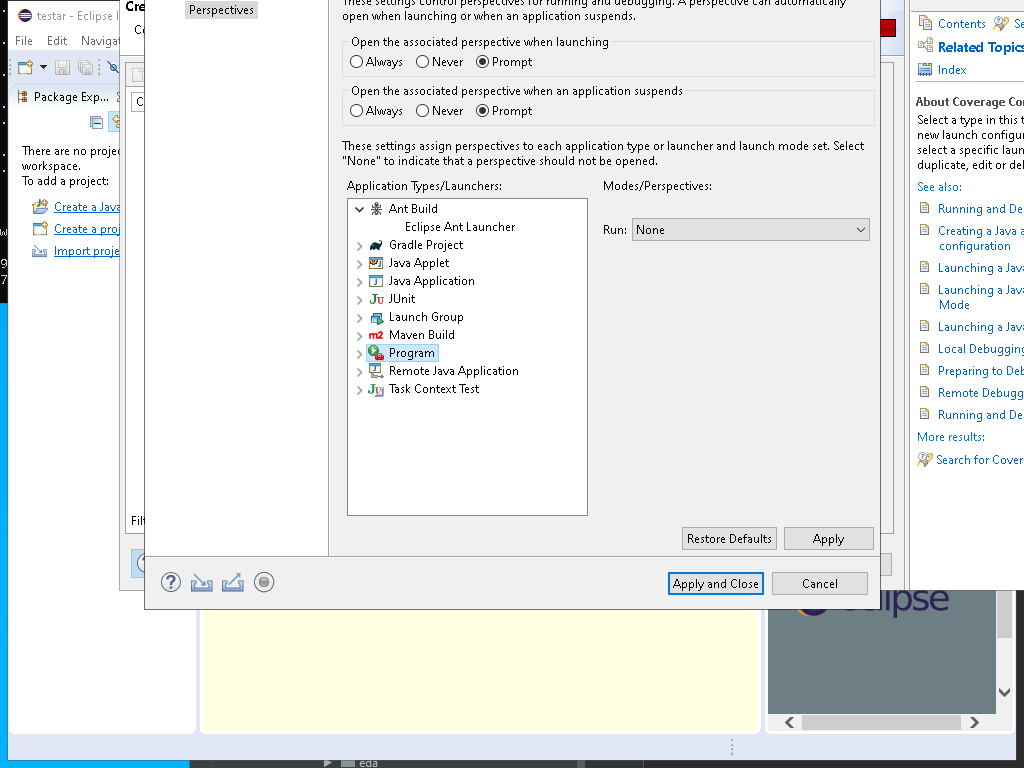 testar - Eclipse I
File Edit Navigat
Package Exp...
There are no proje
workspace.
To add a project:
Create a Java
Create a proj
Import proje
Cre
Perspectives
These settings control perspectives for running and debugging. A perspective can automatically
open when launching or when an application suspends.
Open the associated perspective when launching
Always Never Prompt
Open the associated perspective when an application suspends
Always Never Prompt
These settings assign perspectives to each application type or launcher and launch mode set. Select
"None" to indicate that a perspective should not be opened.
Application Types/Launchers:
Modes/Perspectives:
Ant Build
Eclipse Ant Launcher
Gradle Project
Java Applet
Java Application
JUnit
Launch Group
Maven Build
Program
Remote Java Application
Task Context Test
Run: None
Restore Defaults Apply
Apply and Close Cancel
Filt
Contents Se
Related Topics
Index
About Coverage Co
Select a type in this t
new launch configur
select a specific laun
duplicate, edit or del
See also:
Running and De
Creating a Java a
configuration
Launching a Java
Launching a Java
Mode
Launching a Java
Local Debugging
Preparing to Deb
Remote Debugg
Running and De
More results:
Search for Cover
eclipse
eda